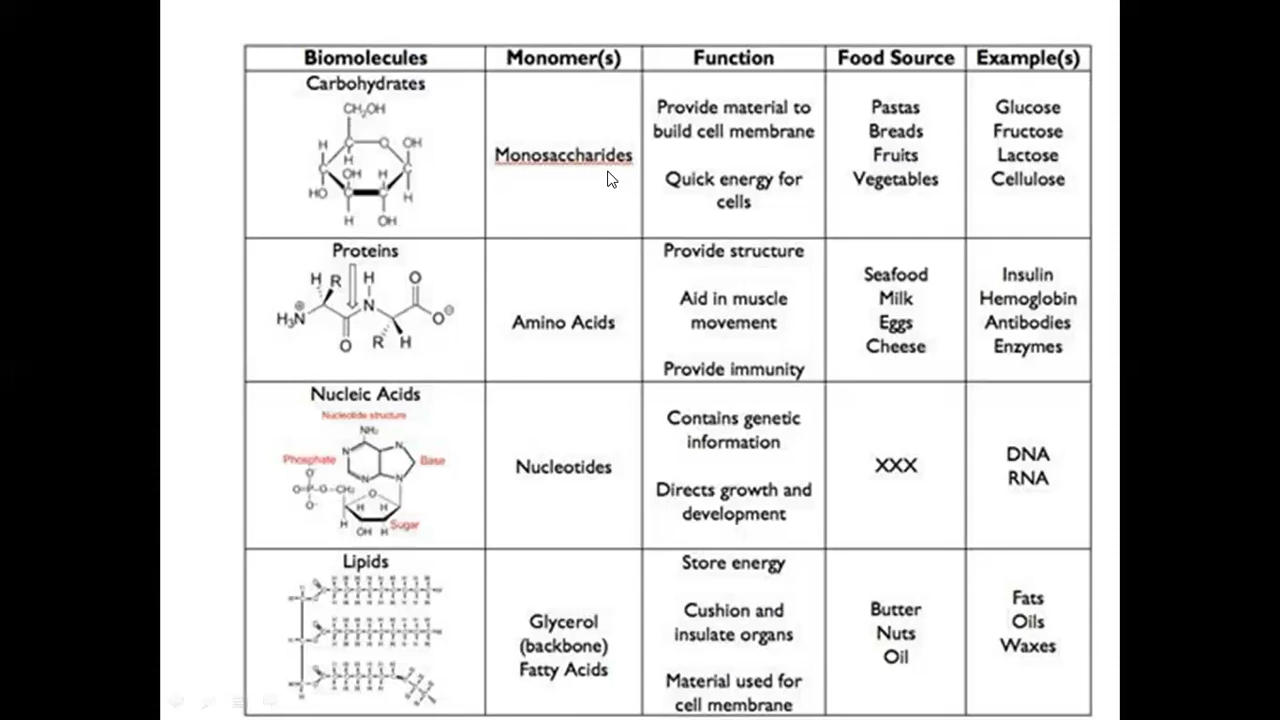 Biomolecules Monomer(s) Function Food Source Example(s)
Carbohydrates
CH₂OH
H
C
O
OH
H
C
H
C
OH
H
HO
C
C
H
H
OH
Monosaccharides
Provide material to
build cell membrane
Quick energy for
cells
Pastas
Breads
Fruits
Vegetables
Glucose
Fructose
Lactose
Cellulose
Proteins
H
R
H
O
H₃N
N
O
O
R
H
Amino Acids
Provide structure
Aid in muscle
movement
Provide immunity
Seafood
Milk
Eggs
Cheese
Insulin
Hemoglobin
Antibodies
Enzymes
Nucleic Acids
Nucleotide structure
NH₂
Phosphate
N
N
Base
N
N
O
O-P-O-CH₂
O
O-
H
H
H
H
Sugar
OH
H
Nucleotides
Contains genetic
information
Directs growth and
development
XXX
DNA
RNA
Lipids
Glycerol
(backbone)
Fatty Acids
Store energy
Cushion and
insulate organs
Material used for
cell membrane
Butter
Nuts
Oil
Fats
Oils
Waxes